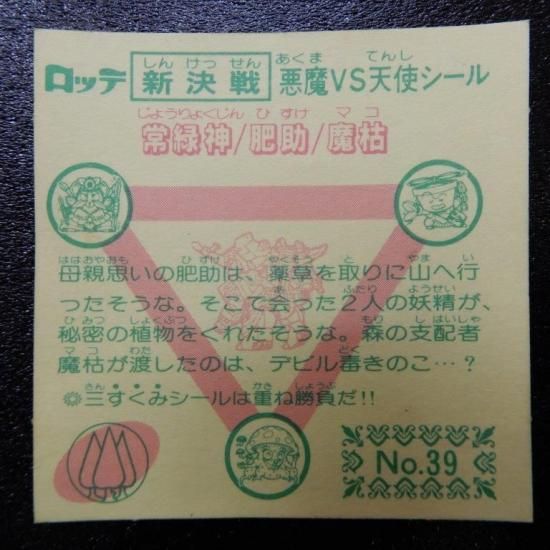 ロッテ 新決戦 悪魔VS天使シール
しん けっ せん あくま てんし
じょうりょくじん ひ すけ マ コ
常緑神/肥助/魔枯
ははおやおも ひ すけ やくそう と やま い
母親思いの肥助は、薬草を取りに山へ行
あ ふたり ようせい
ったそうな。そこで会った2人の妖精が、
ひ みつ しょくぶつ もり し はいしゃ
秘密の植物をくれたそうな。森の支配者
マ コ わた どく
魔枯が渡したのは、デビル毒きのこ…?
さん かさ しょうぶ
三すくみシールは重ね勝負だ!!
No.39